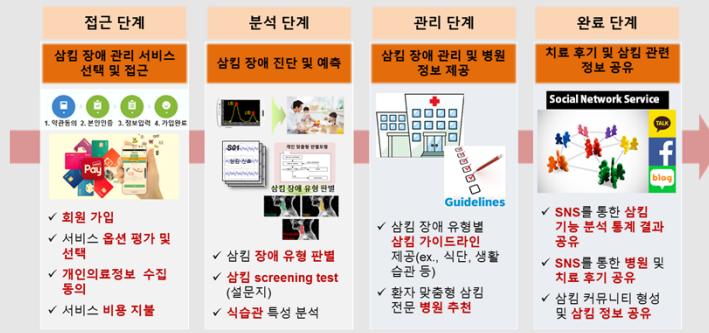 접근 단계
삼킴 장애 관리 서비스
선택 및 접근
1. 약관동의 2. 본인인증 3. 정보입력 4. 가입완료
Pay
✓ 회원 가입
✓ 서비스 옵션 평가 및
선택
✓ 개인의료정보 수집
동의
✓ 서비스 비용 지불
분석 단계
삼킴 장애 진단 및 예측
S01
개인 맞춤형 판별모형
삼킴 장애 유형 판별
✓ 삼킴 장애 유형 판별
✓ 삼킴 screening test
(설문지)
✓ 식습관 특성 분석
관리 단계
삼킴 장애 관리 및 병원
정보 제공
Guidelines
✓ 삼킴 장애 유형별
삼킴 가이드라인
제공(ex., 식단, 생활
습관 등)
✓ 환자 맞춤형 삼킴
전문 병원 추천
완료 단계
치료 후기 및 삼킴 관련
정보 공유
Social Network Service
TALK
f
blog
✓ SNS를 통한 삼킴
기능 분석 통계 결과
공유
✓ SNS를 통한 병원 및
치료 후기 공유
✓ 삼킴 커뮤니티 형성
및 삼킴 정보 공유